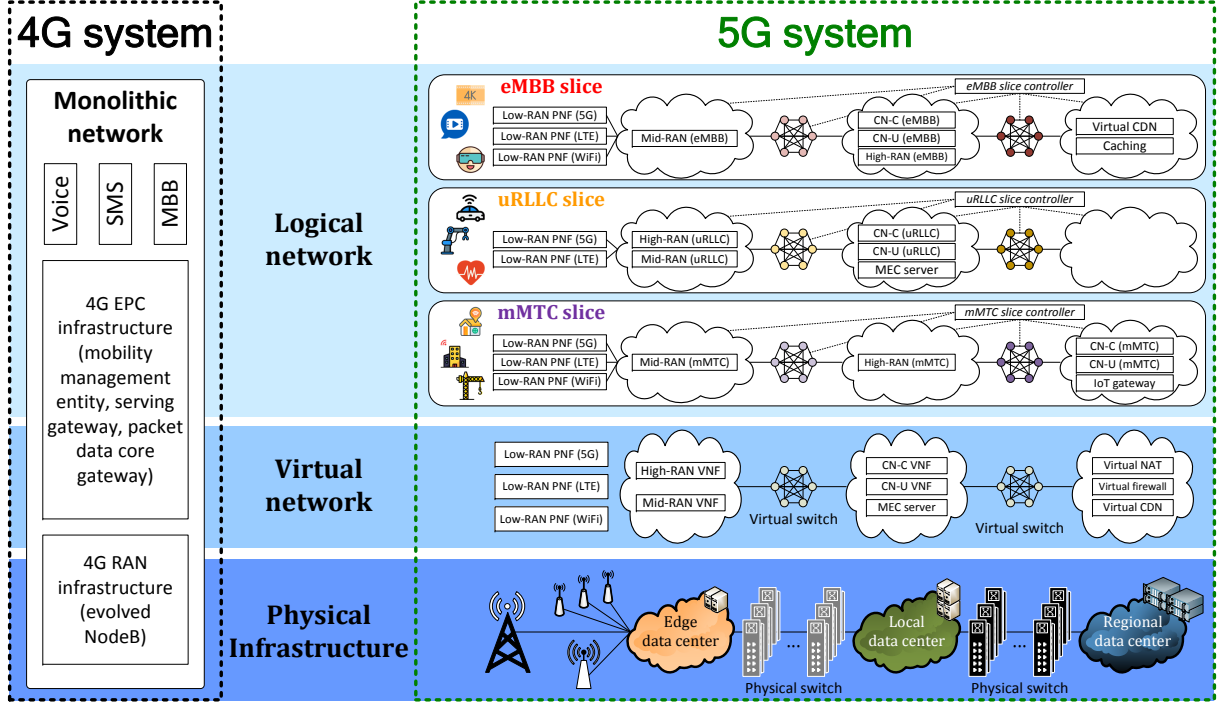 4G system
5G system
Monolithic
network
Voice
SMS
MBB
4G EPC
infrastructure
(mobility
management
entity, serving
gateway, packet
data core
gateway)
4G RAN
infrastructure
(evolved
NodeB)
Logical
network
Virtual
network
Physical
Infrastructure
eMBB slice
4K
Low-RAN PNF (5G)
Low-RAN PNF (LTE)
Low-RAN PNF (WiFi)
Mid-RAN (eMBB)
eMBB slice controller
CN-C (eMBB)
CN-U (eMBB)
High-RAN (eMBB)
Virtual CDN
Caching
uRLLC slice
Low-RAN PNF (5G)
Low-RAN PNF (LTE)
High-RAN (uRLLC)
Mid-RAN (uRLLC)
uRLLC slice controller
CN-C (uRLLC)
CN-U (uRLLC)
MEC server
mMTC slice
Low-RAN PNF (5G)
Low-RAN PNF (LTE)
Low-RAN PNF (WiFi)
Mid-RAN (mMTC)
mMTC slice controller
High-RAN (mMTC)
CN-C (mMTC)
CN-U (mMTC)
IoT gateway
Low-RAN PNF (5G)
Low-RAN PNF (LTE)
Low-RAN PNF (WiFi)
High-RAN VNF
Mid-RAN VNF
Virtual switch
CN-C VNF
CN-U VNF
MEC server
Virtual switch
Virtual NAT
Virtual firewall
Virtual CDN
Edge
data center
...
Physical switch
Local
data center
...
Physical switch
Regional
data center